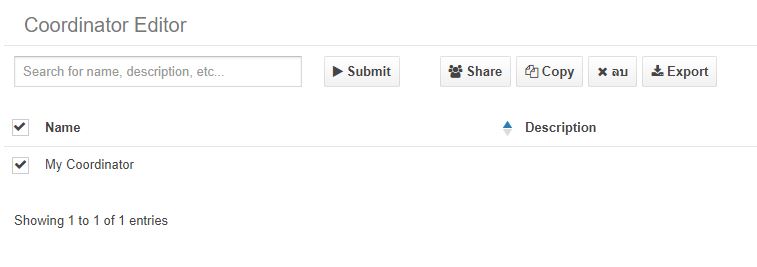 Coordinator Editor
Search for name, description, etc...
Submit
Share
Copy
ลบ
Export
Name
Description
My Coordinator
Showing 1 to 1 of 1 entries